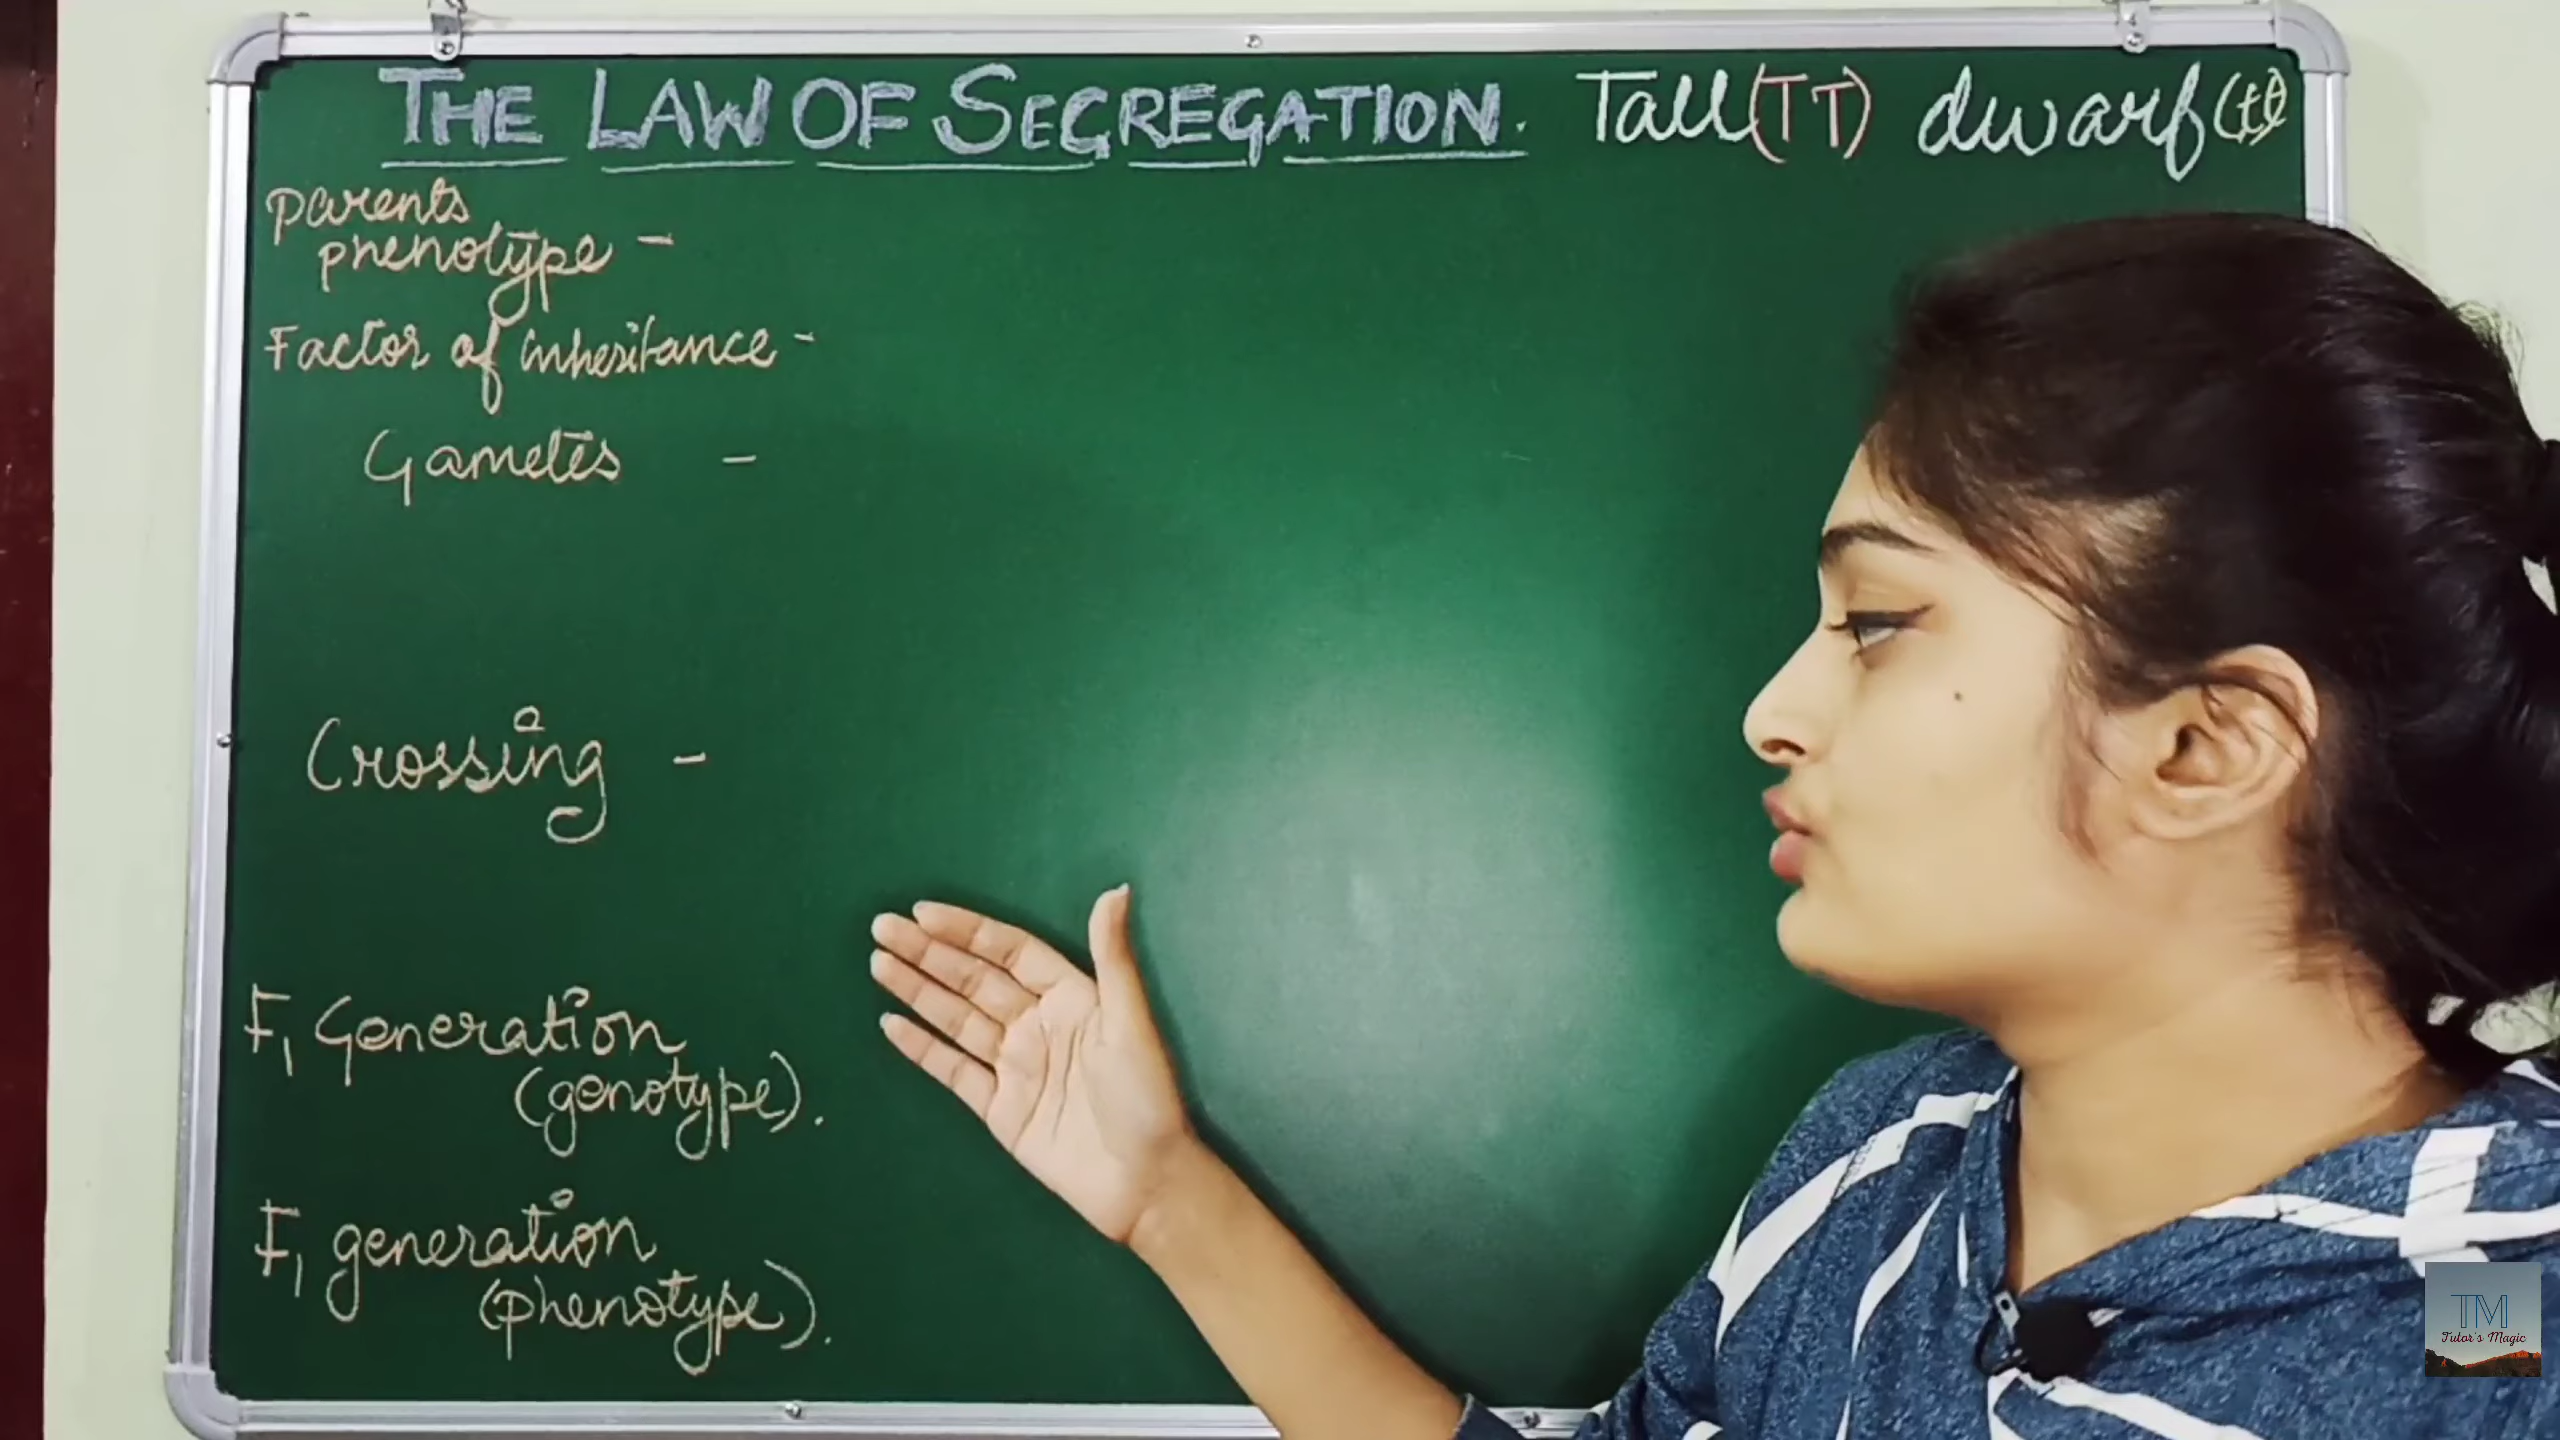 THE LAW OF SEGREGATION. Tall(TT) dwarf(tt)
Parents
phenotype -
Factor of inheritance -
Gametes -
Crossing -
F1 Generation
(genotype).
F1 generation
(phenotype).
TM
Tutor's Magic